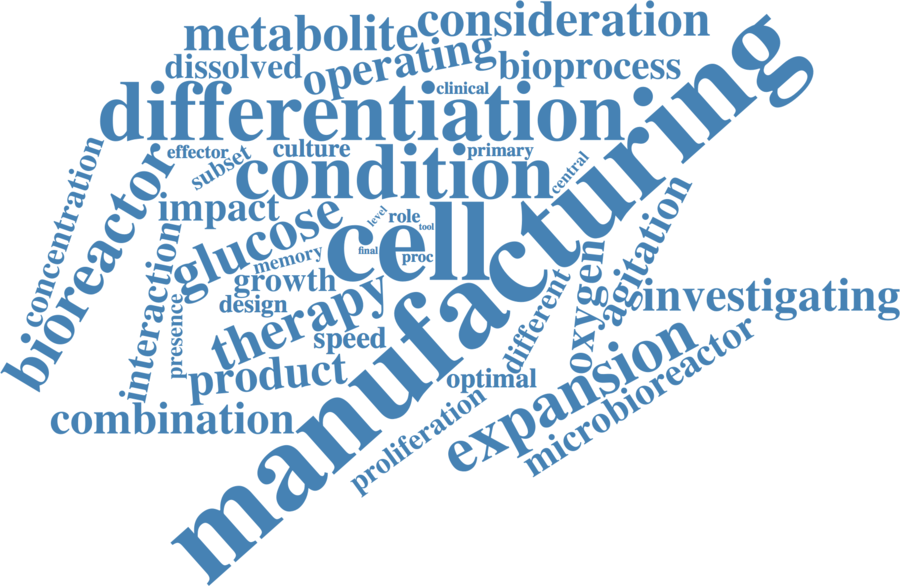 consideration
metabolite
operating
dissolved
bioprocess
clinical
differentiation
manufacturing
effector
culture
primary
subset
condition
central
concentration
bioreactor
impact
level
role
tool
glucose
cell
final
proc
memory
interaction
growth
agitation
oxygen
presence
design
therapy
different
investigating
speed
product
optimal
expansion
microbioreactor
combination
proliferation